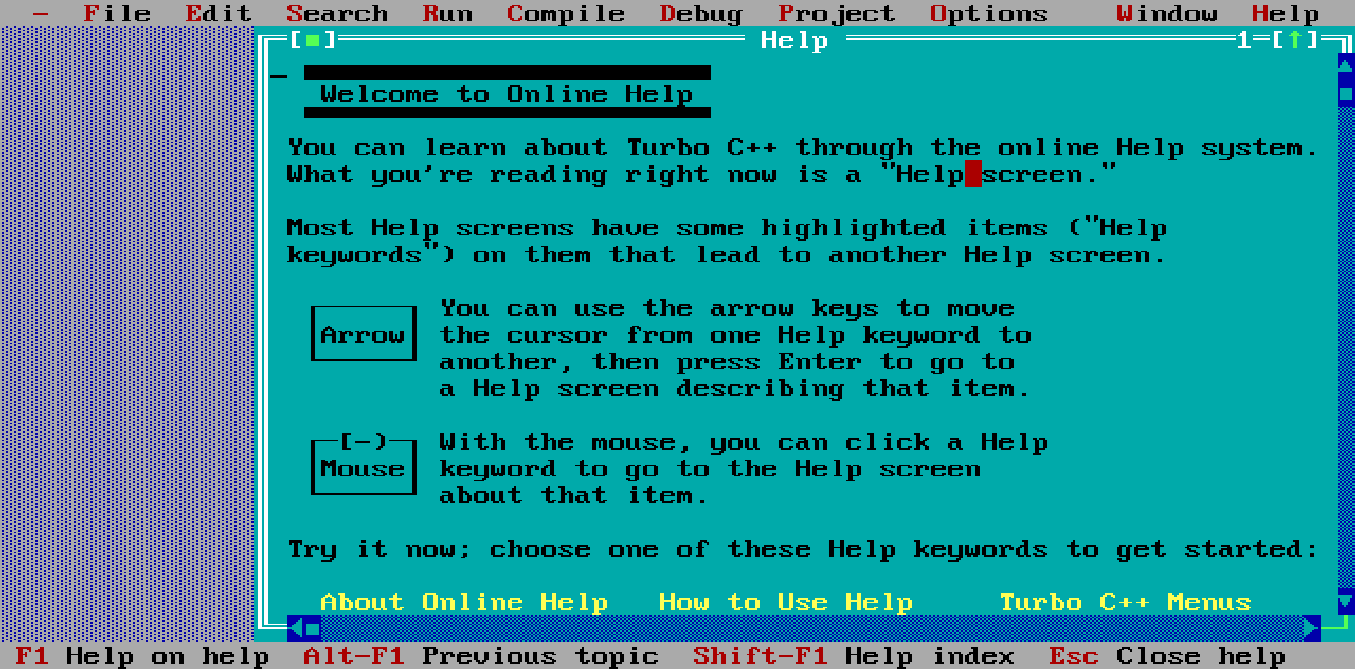 - File Edit Search Run Compile Debug Project Options Window Help
[■] Help 1=[↑]
Welcome to Online Help
You can learn about Turbo C++ through the online Help system.
What you're reading right now is a "Help screen."
Most Help screens have some highlighted items ("Help
keywords") on them that lead to another Help screen.
You can use the arrow keys to move
Arrow the cursor from one Help keyword to
another, then press Enter to go to
a Help screen describing that item.
[-] With the mouse, you can click a Help
Mouse keyword to go to the Help screen
about that item.
Try it now; choose one of these Help keywords to get started:
About Online Help How to Use Help Turbo C++ Menus
F1 Help on help Alt-F1 Previous topic Shift-F1 Help index Esc Close help